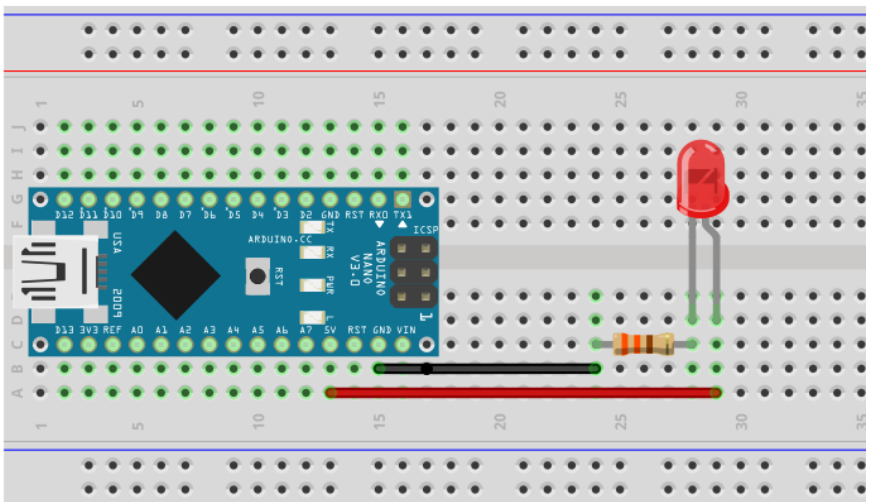 1 5 10 15 20 25 30 35
J
I
H
G
D12 D11 D10 D9 D8 D7 D6 D5 D4 D3 D2 GND RST RX0 TX1
F
ICSP
TX
ARDUINO.CC
RX
USA
RST
ARDUINO
NANO
V3.0
PWR
2009
L
1
D
D13 3V3 REF A0 A1 A2 A3 A4 A5 A6 A7 5V RST GND VIN
C
B
A
1 5 10 15 20 25 30 35